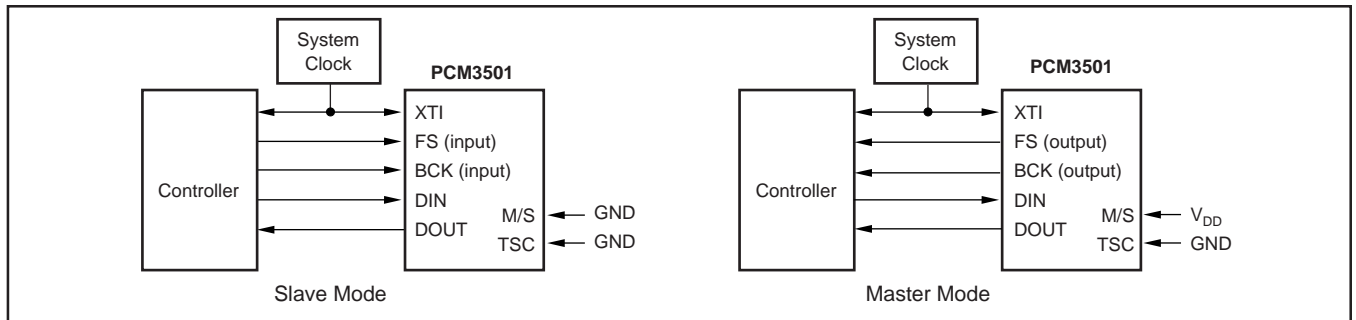 System
Clock
PCM3501
Controller
XTI
FS (input)
BCK (input)
DIN
DOUT
M/S
TSC
GND
GND
Slave Mode
System
Clock
PCM3501
Controller
XTI
FS (output)
BCK (output)
DIN
DOUT
M/S
TSC
VDD
GND
Master Mode